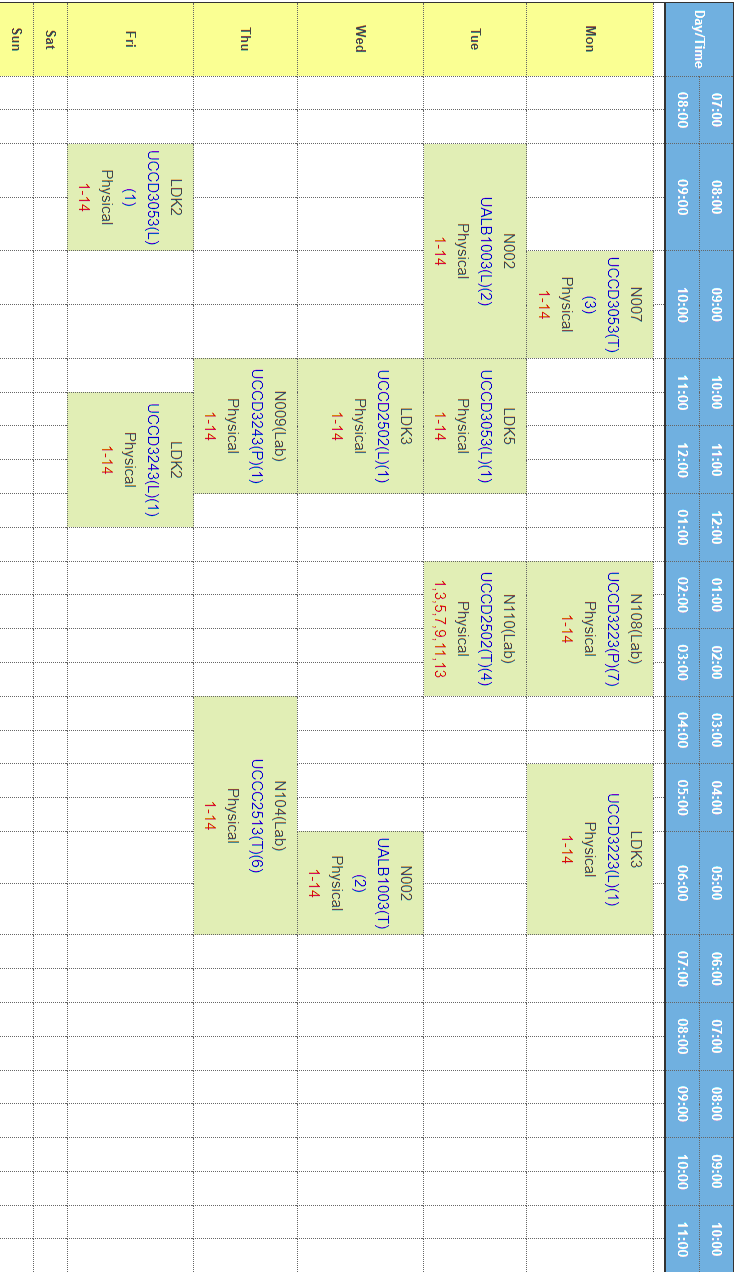 Day/Time
07:00
08:00
08:00
09:00
09:00
10:00
10:00
11:00
11:00
12:00
12:00
01:00
01:00
02:00
02:00
03:00
03:00
04:00
04:00
05:00
05:00
06:00
06:00
07:00
07:00
08:00
08:00
09:00
09:00
10:00
10:00
11:00
Mon
N007
UCCD3053(T)
(3)
Physical
1-14
N108(Lab)
UCCD3223(P)(7)
Physical
1-14
LDK3
UCCD3223(L)(1)
Physical
1-14
Tue
N002
UALB1003(L)(2)
Physical
1-14
LDK5
UCCD3053(L)(1)
Physical
1-14
N110(Lab)
UCCD2502(T)(4)
Physical
1,3,5,7,9,11,13
Wed
LDK3
UCCD2502(L)(1)
Physical
1-14
N002
UALB1003(T)
(2)
Physical
1-14
Thu
N009(Lab)
UCCD3243(P)(1)
Physical
1-14
N104(Lab)
UCCC2513(T)(6)
Physical
1-14
Fri
LDK2
UCCD3053(L)
(1)
Physical
1-14
LDK2
UCCD3243(L)(1)
Physical
1-14
Sat
Sun